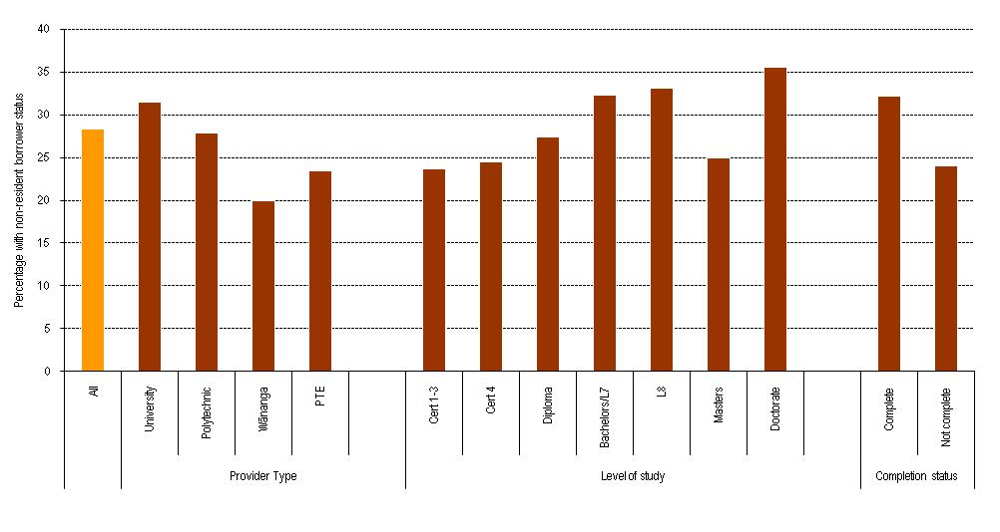 40
35
30
25
20
15
10
5
0
Percentage with non-resident borrower status
All
University
Polytechnic
Wānanga
PTE
Cert 1-3
Cert 4
Diploma
Bachelors/L7
L8
Masters
Doctorate
Complete
Not complete
Provider Type
Level of study
Completion status